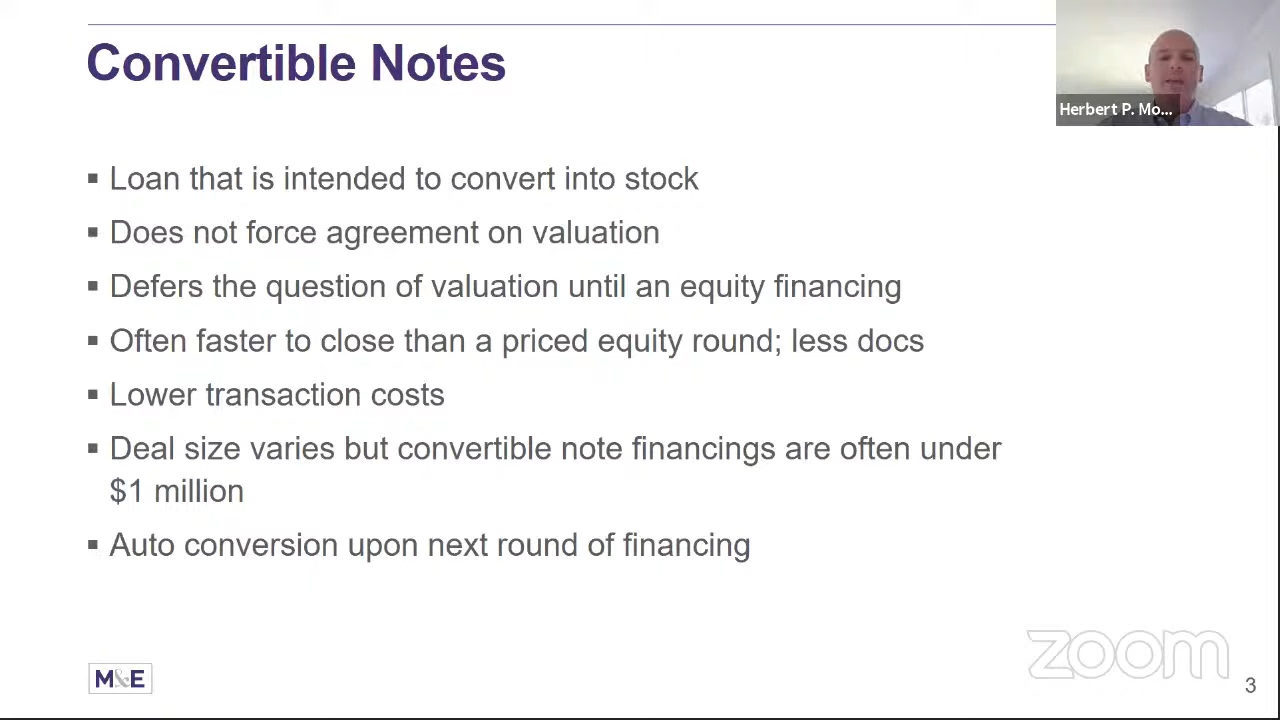 Convertible Notes
Herbert P. Mo...
▪ Loan that is intended to convert into stock
▪ Does not force agreement on valuation
▪ Defers the question of valuation until an equity financing
▪ Often faster to close than a priced equity round; less docs
▪ Lower transaction costs
▪ Deal size varies but convertible note financings are often under
$1 million
▪ Auto conversion upon next round of financing
zoom
M&E
3